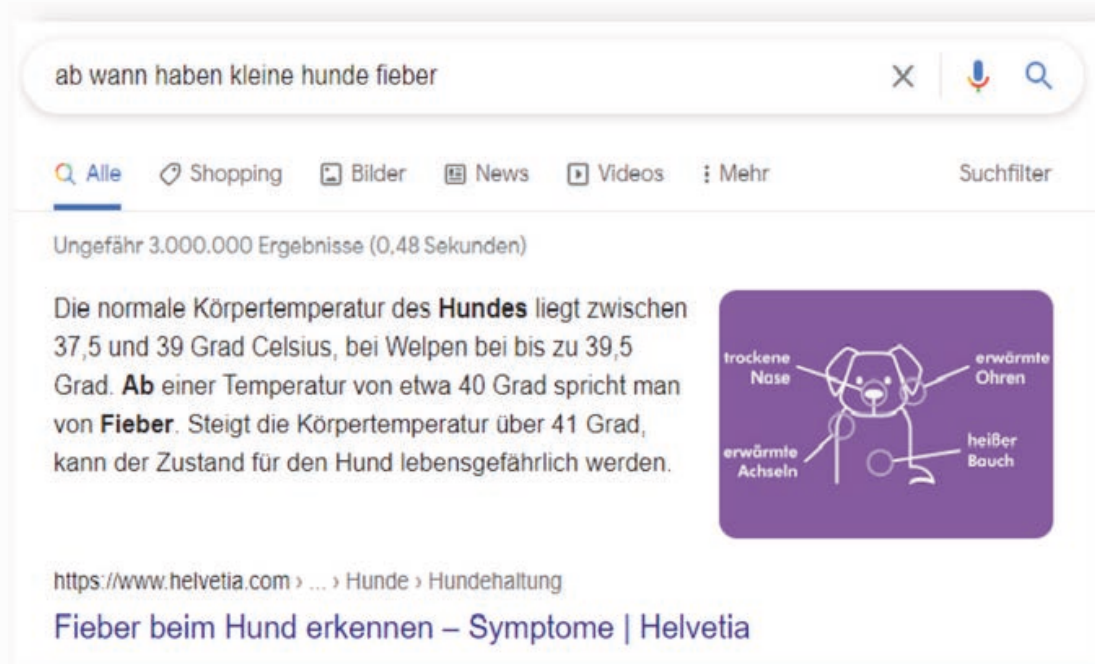 ab wann haben kleine hunde fieber
Alle Shopping Bilder News Videos Mehr Suchfilter
Ungefähr 3.000.000 Ergebnisse (0,48 Sekunden)
Die normale Körpertemperatur des Hundes liegt zwischen
37,5 und 39 Grad Celsius, bei Welpen bei bis zu 39,5
Grad. Ab einer Temperatur von etwa 40 Grad spricht man
von Fieber. Steigt die Körpertemperatur über 41 Grad,
kann der Zustand für den Hund lebensgefährlich werden.
trockene
Nase
erwärmte
Ohren
erwärmte
Achseln
heißer
Bauch
https://www.helvetia.com › ... › Hunde › Hundehaltung
Fieber beim Hund erkennen – Symptome | Helvetia